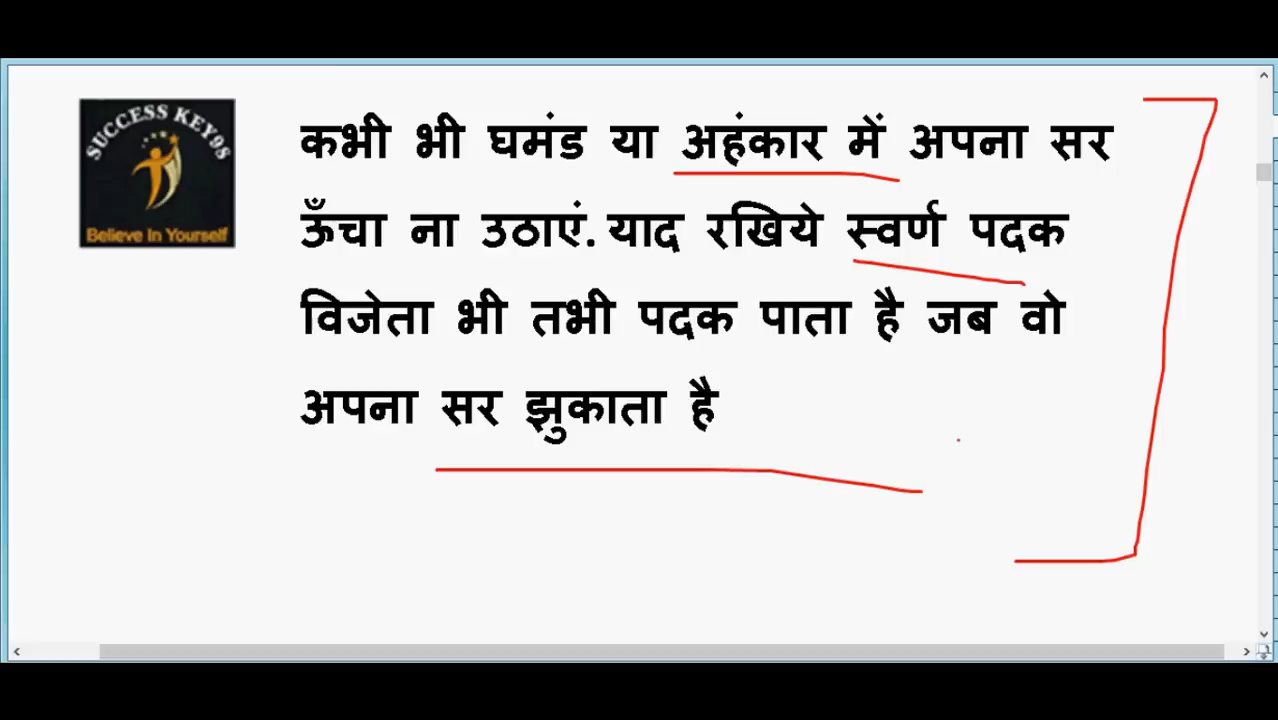 SUCCESS KEY98
Believe In Yourself
कभी भी घमंड या अहंकार में अपना सर
ऊँचा ना उठाएं. याद रखिये स्वर्ण पदक
विजेता भी तभी पदक पाता है जब वो
अपना सर झुकाता है